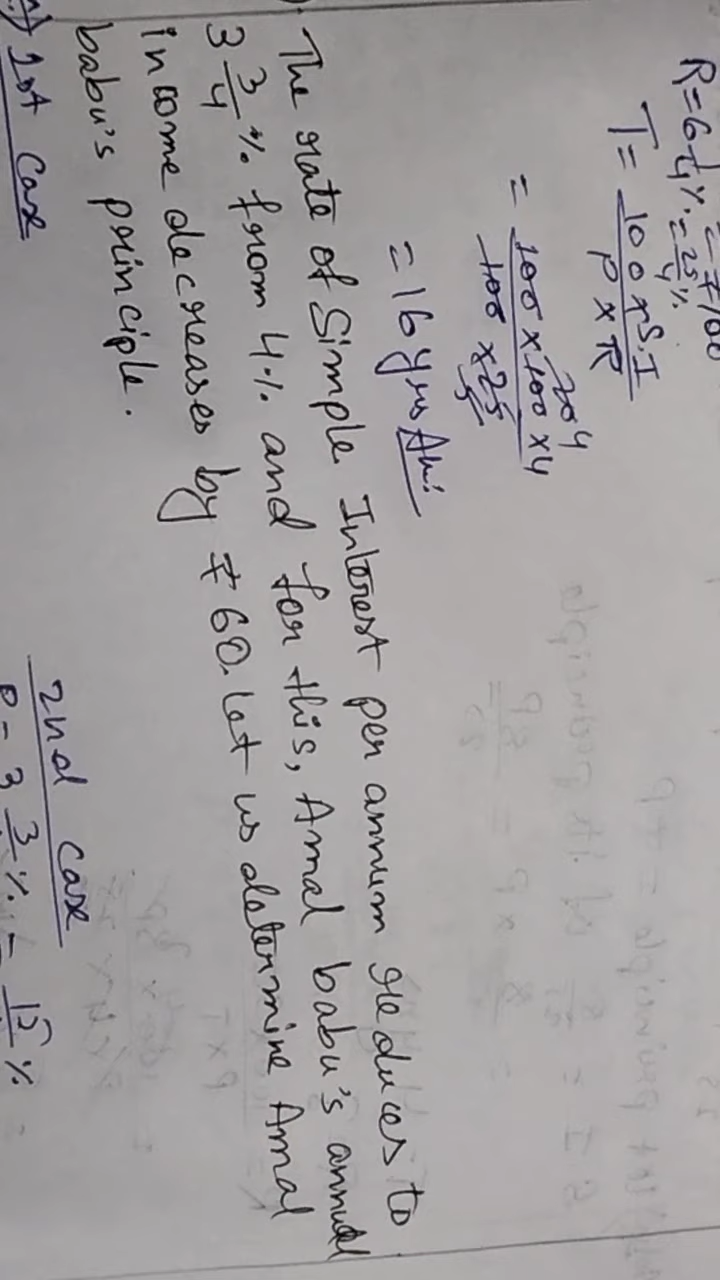 = ₹100
R = 6 1/4 % = 25/4 %
T = 100 × S.I / P × R
= 100 × 100 × 4 / 100 × 25
= 16 yrs Ans:
The rate of Simple Interest per annum reduces to
3 3/4 % from 4% and for this, Amal babu's annual
income decreases by ₹ 60. Let us determine Amal
babu's principle.
1st Case
2nd Case
3 3/4 % = 15 %